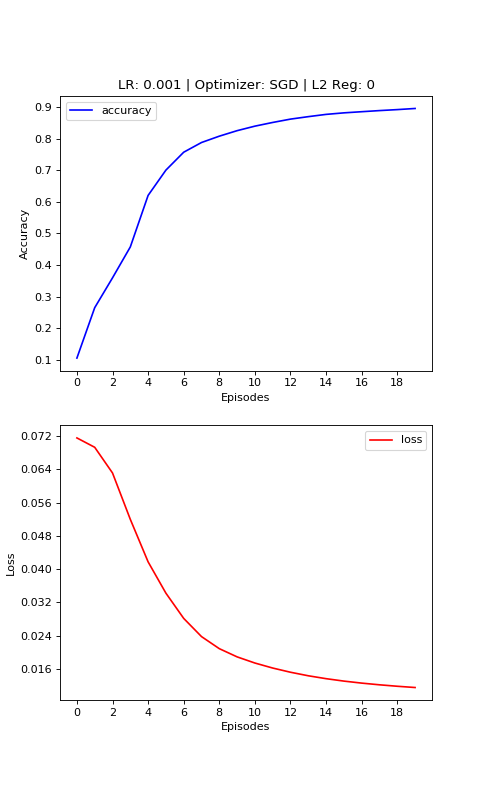 LR: 0.001 | Optimizer: SGD | L2 Reg: 0
accuracy
0.9
0.8
0.7
0.6
0.5
0.4
0.3
0.2
0.1
Accuracy
0 2 4 6 8 10 12 14 16 18
Episodes
loss
0.072
0.064
0.056
0.048
0.040
0.032
0.024
0.016
Loss
0 2 4 6 8 10 12 14 16 18
Episodes